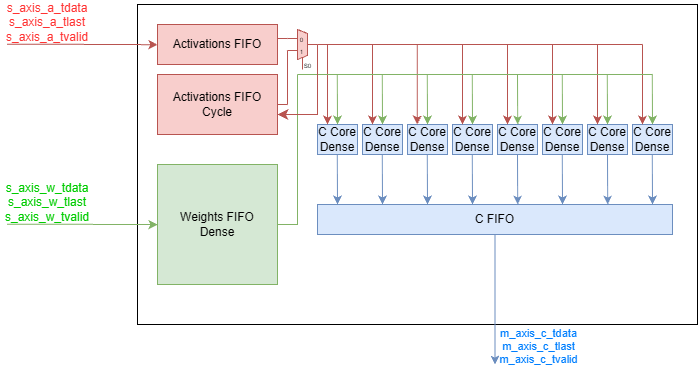 s_axis_a_tdata
s_axis_a_tlast
s_axis_a_tvalid
Activations FIFO
0
1
S0
Activations FIFO
Cycle
C Core
Dense
C Core
Dense
C Core
Dense
C Core
Dense
C Core
Dense
C Core
Dense
C Core
Dense
C Core
Dense
s_axis_w_tdata
s_axis_w_tlast
s_axis_w_tvalid
Weights FIFO
Dense
C FIFO
m_axis_c_tdata
m_axis_c_tlast
m_axis_c_tvalid